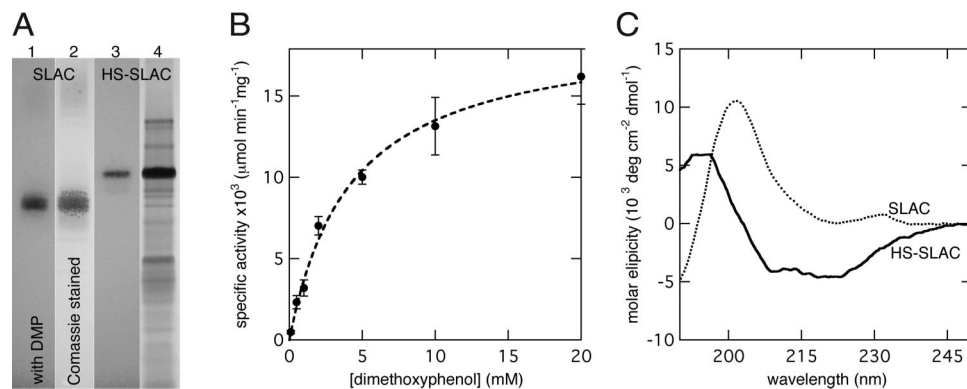 A
1 2 3 4
SLAC HS-SLAC
with DMP
Comassie stained
B
specific activity x10³ (µmol min⁻¹mg⁻¹)
15
10
5
0
0 5 10 15 20
[dimethoxyphenol] (mM)
C
molar elipicity (10³ deg cm⁻² dmol⁻¹)
15
10
5
0
-5
-10
SLAC
HS-SLAC
200 215 230 245
wavelength (nm)